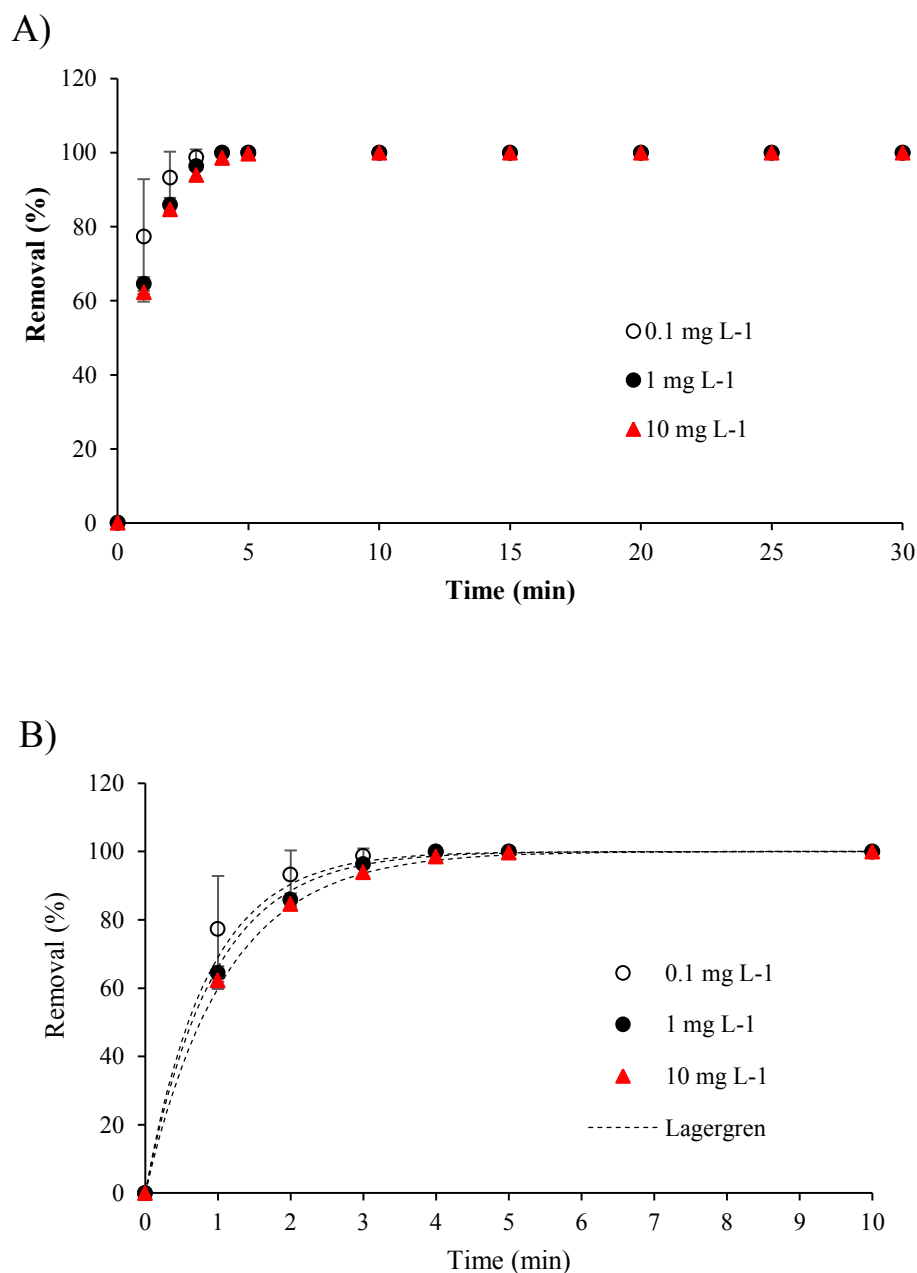 A)
120
100
80
60
40
20
0
Removal (%)
0.1 mg L-1
1 mg L-1
10 mg L-1
0 5 10 15 20 25 30
Time (min)
B)
120
100
80
60
40
20
0
Removal (%)
0.1 mg L-1
1 mg L-1
10 mg L-1
Lagergren
0 1 2 3 4 5 6 7 8 9 10
Time (min)